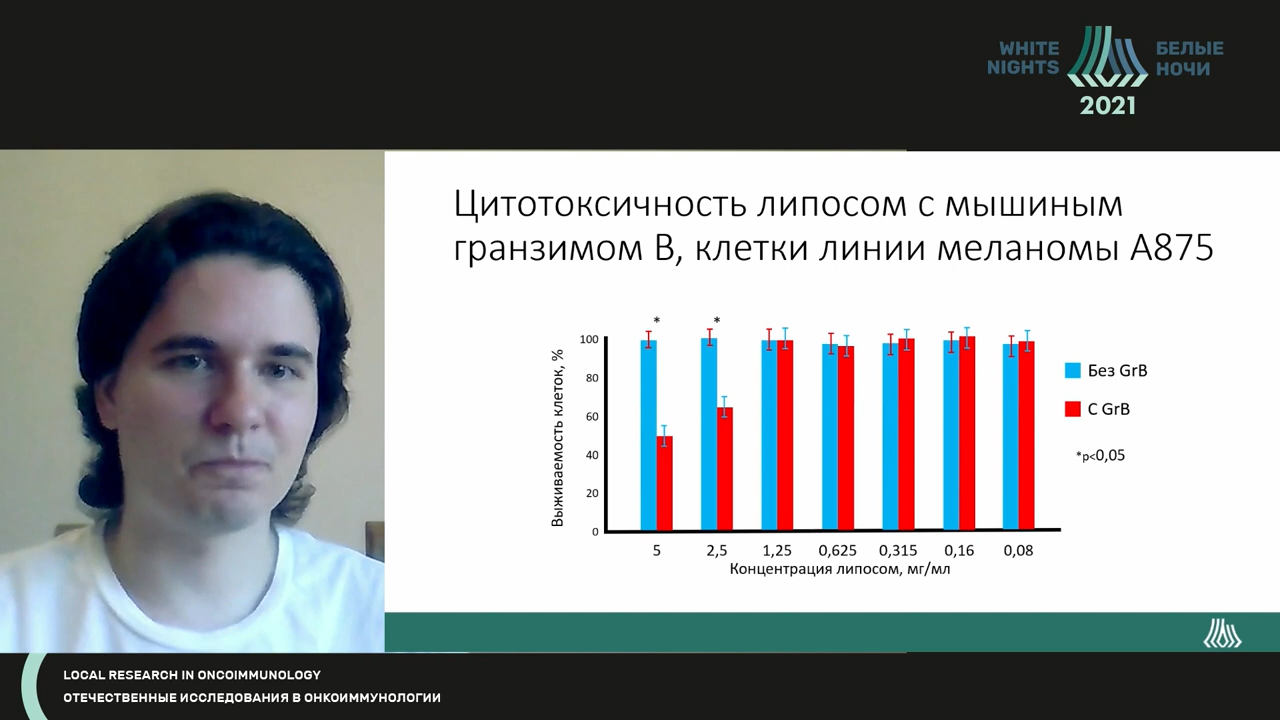 WHITE
NIGHTS
БЕЛЫЕ
НОЧИ
2021
Цитотоксичность липосом с мышиным
гранзимом В, клетки линии меланомы А875
* *
Выживаемость клеток, %
100
80
60
40
20
0
5 2,5 1,25 0,625 0,315 0,16 0,08
Концентрация липосом, мг/мл
Без GrB
С GrB
*p<0,05
LOCAL RESEARCH IN ONCOIMMUNOLOGY
ОТЕЧЕСТВЕННЫЕ ИССЛЕДОВАНИЯ В ОНКОИММУНОЛОГИИ